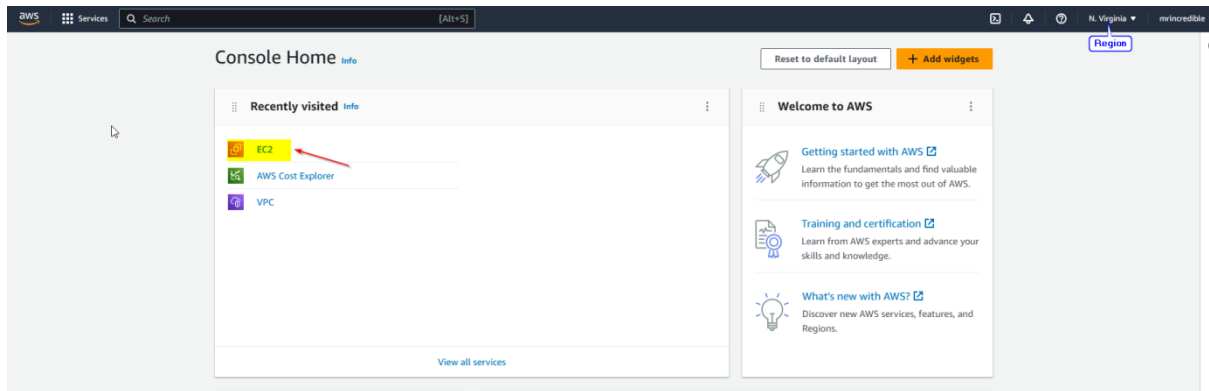 aws
Services
Search
[Alt+S]
N. Virginia
mrincredible
Region
Console Home Info
Reset to default layout
+ Add widgets
Recently visited Info
EC2
AWS Cost Explorer
VPC
View all services
Welcome to AWS
Getting started with AWS
Learn the fundamentals and find valuable
information to get the most out of AWS.
Training and certification
Learn from AWS experts and advance your
skills and knowledge.
What's new with AWS?
Discover new AWS services, features, and
Regions.